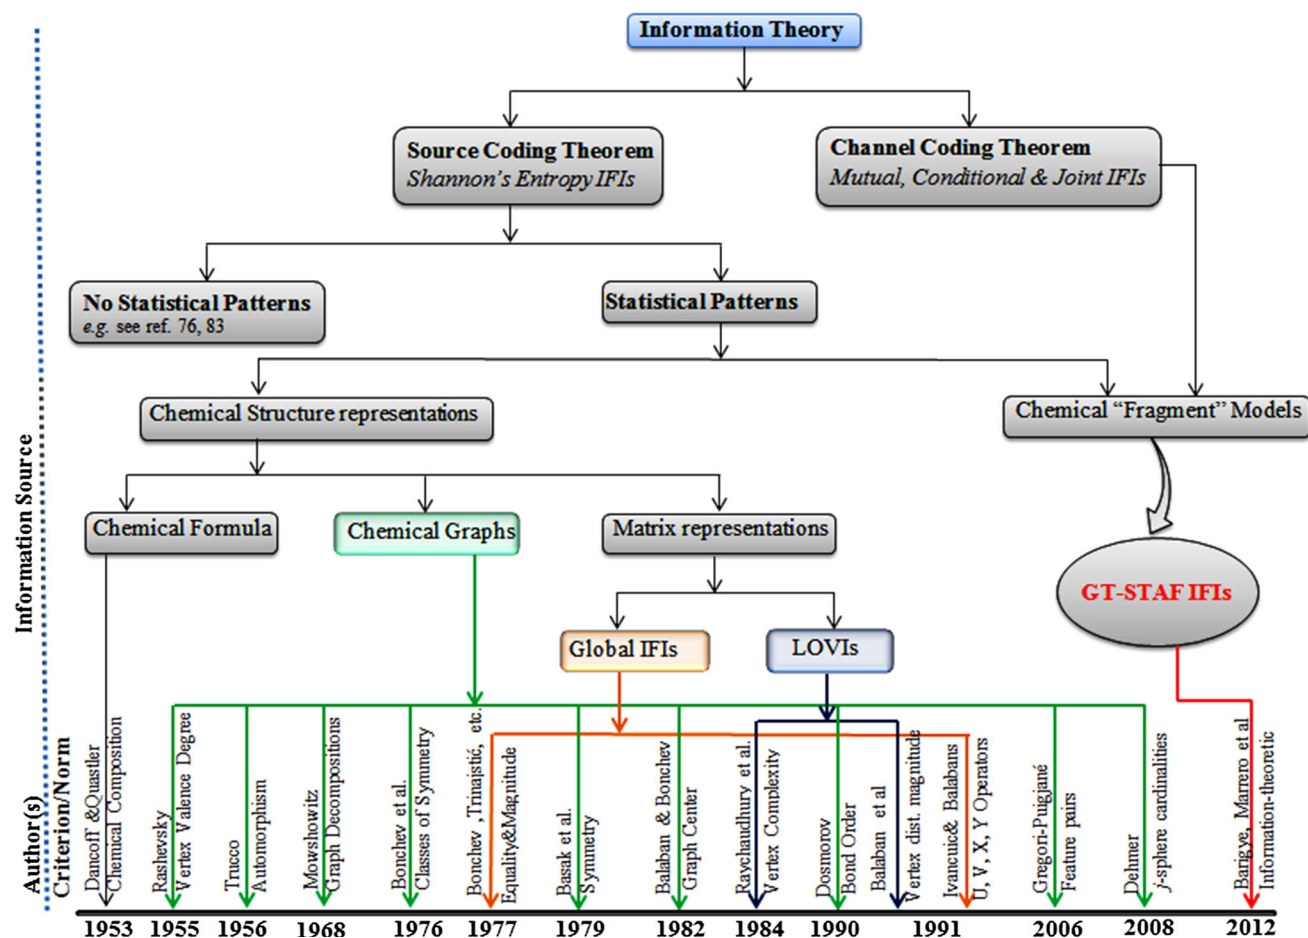 Information Theory
Source Coding Theorem
Shannon's Entropy IFIs
Channel Coding Theorem
Mutual, Conditional & Joint IFIs
No Statistical Patterns
e.g. see ref. 76, 83
Statistical Patterns
Chemical Structure representations
Chemical “Fragment” Models
Chemical Formula
Chemical Graphs
Matrix representations
GT-STAF IFIs
Global IFIs
LOVIs
Information Source
Author(s)
Criterion/Norm
Dancoff &Quastler
Chemical Composition
Rashevsky
Vertex Valence Degree
Trucco
Automorphism
Mowshowitz
Graph Decompositions
Bonchev et al.
Classes of Symmetry
Bonchev ,Trinajstić, etc.
Equality&Magnitude
Basak et al.
Symmetry
Balaban & Bonchev
Graph Center
Raychaudhury et al.
Vertex Complexity
Dosmorov
Bond Order
Balaban et al
Vertex dist. magnitude
Ivancuic& Balabans
U, V, X, Y Operators
Gregori-Puigjané
Feature pairs
Dehmer
j-sphere cardinalities
Barigye, Marrero et al
Information-theoretic
1953 1955 1956 1968 1976 1977 1979 1982 1984 1990 1991 2006 2008 2012